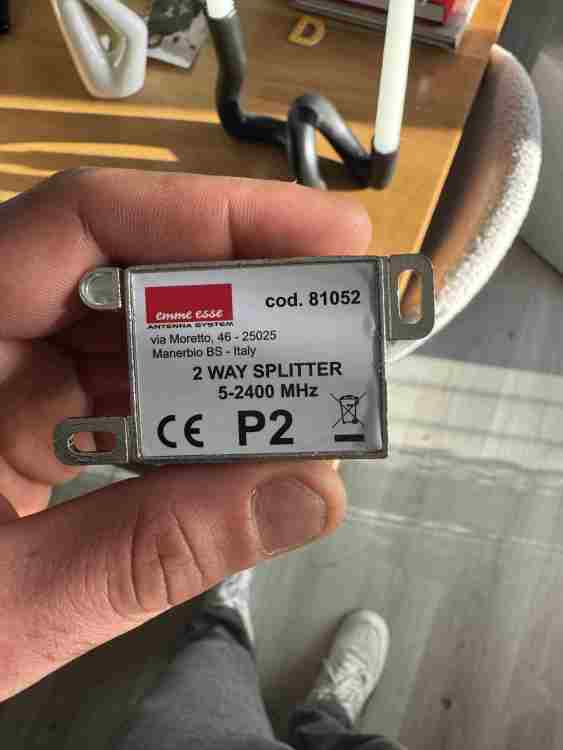 D
emme esse
ANTENNA SYSTEM
cod. 81052
via Moretto, 46 - 25025
Manerbio BS - Italy
2 WAY SPLITTER
5-2400 MHz
CE P2